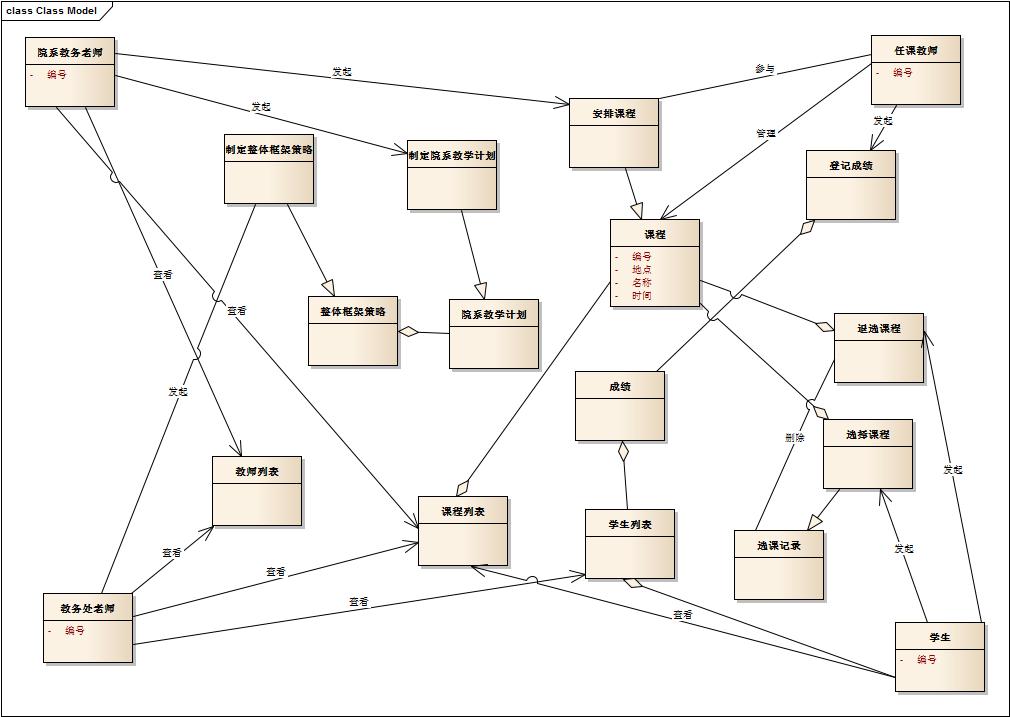 class Class Model
院系教务老师
- 编号
任课教师
- 编号
发起
参与
发起
安排课程
管理
发起
制定整体框架策略
制定院系教学计划
登记成绩
课程
- 编号
- 地点
- 名称
- 时间
查看
查看
整体框架策略
院系教学计划
退选课程
成绩
发起
选择课程
删除
教师列表
发起
课程列表
学生列表
选课记录
查看
发起
查看
查看
教务处老师
- 编号
查看
学生
- 编号